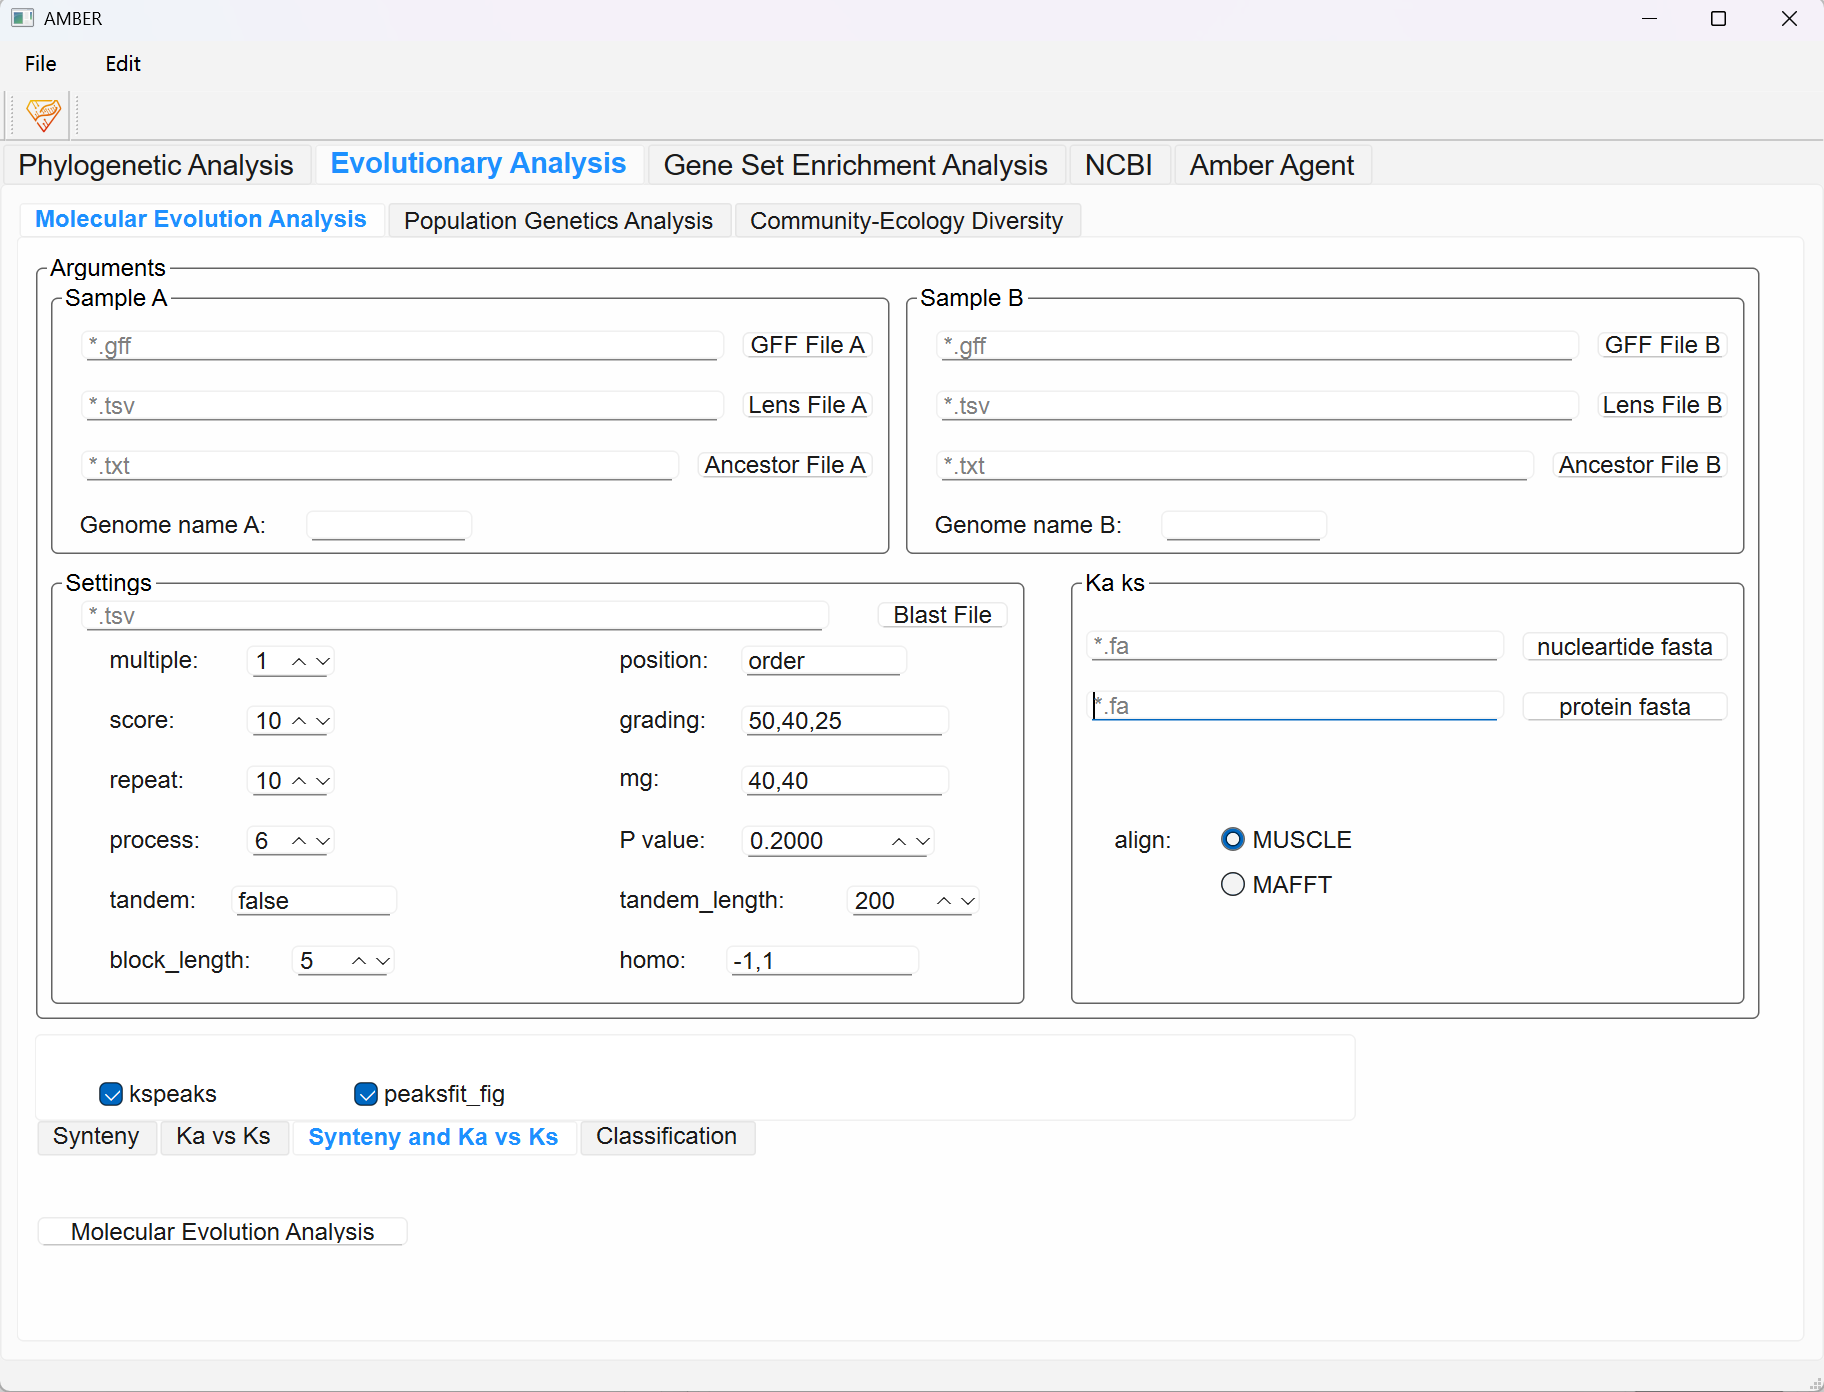 AMBER
File Edit
Phylogenetic Analysis Evolutionary Analysis Gene Set Enrichment Analysis NCBI Amber Agent
Molecular Evolution Analysis Population Genetics Analysis Community-Ecology Diversity
Arguments
Sample A
*.gff GFF File A
*.tsv Lens File A
*.txt Ancestor File A
Genome name A:
Sample B
*.gff GFF File B
*.tsv Lens File B
*.txt Ancestor File B
Genome name B:
Settings
*.tsv Blast File
multiple: 1 position: order
score: 10 grading: 50,40,25
repeat: 10 mg: 40,40
process: 6 P value: 0.2000
tandem: false tandem_length: 200
block_length: 5 homo: -1,1
Ka ks
*.fa nucleartide fasta
*.fa protein fasta
align: MUSCLE
MAFFT
kspeaks peaksfit_fig
Synteny Ka vs Ks Synteny and Ka vs Ks Classification
Molecular Evolution Analysis